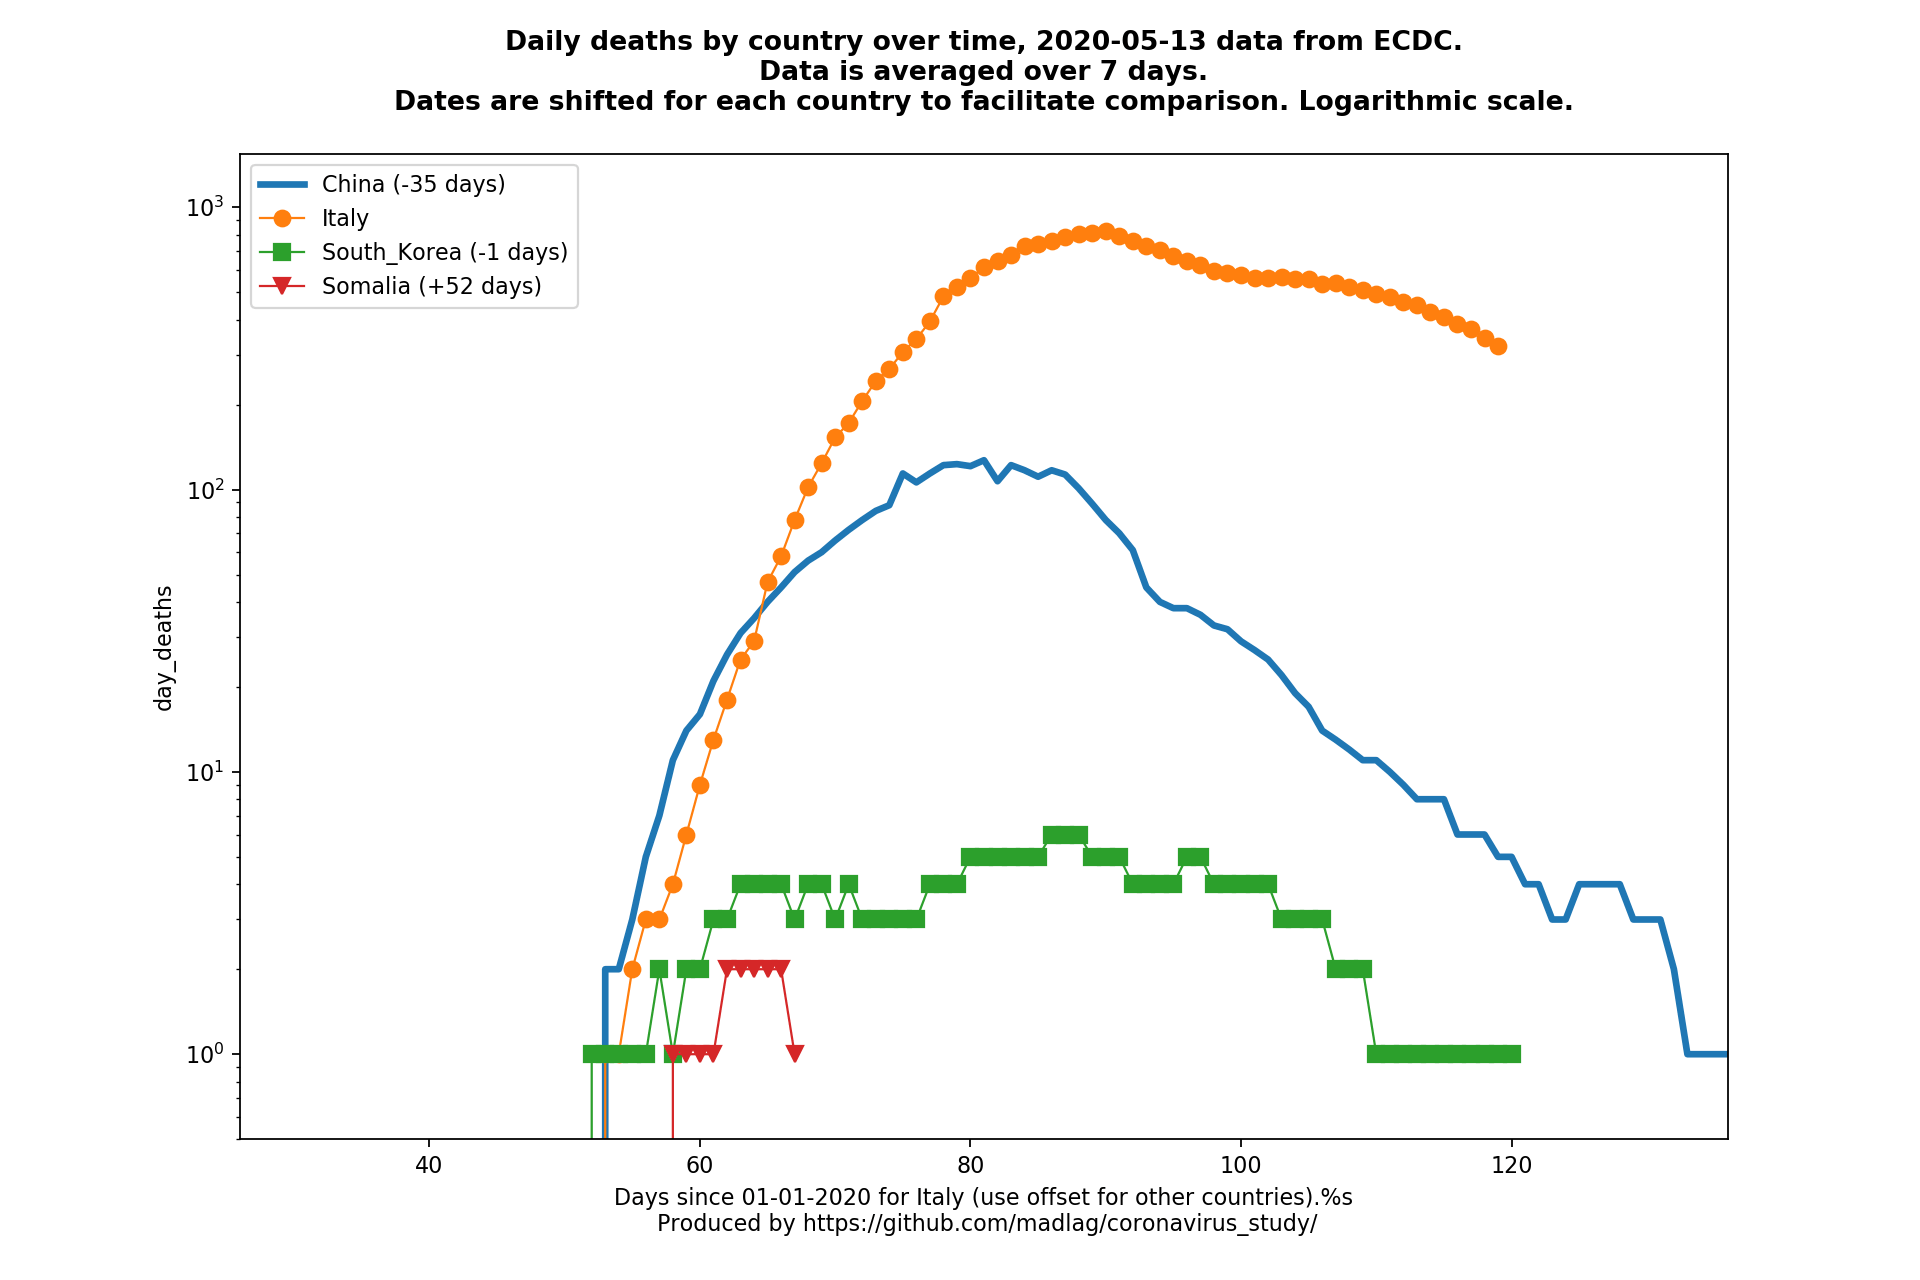 Daily deaths by country over time, 2020-05-13 data from ECDC.
Data is averaged over 7 days.
Dates are shifted for each country to facilitate comparison. Logarithmic scale.
China (-35 days)
Italy
South_Korea (-1 days)
Somalia (+52 days)
10³
10²
10¹
10⁰
day_deaths
40
60
80
100
120
Days since 01-01-2020 for Italy (use offset for other countries).%s
Produced by https://github.com/madlag/coronavirus_study/